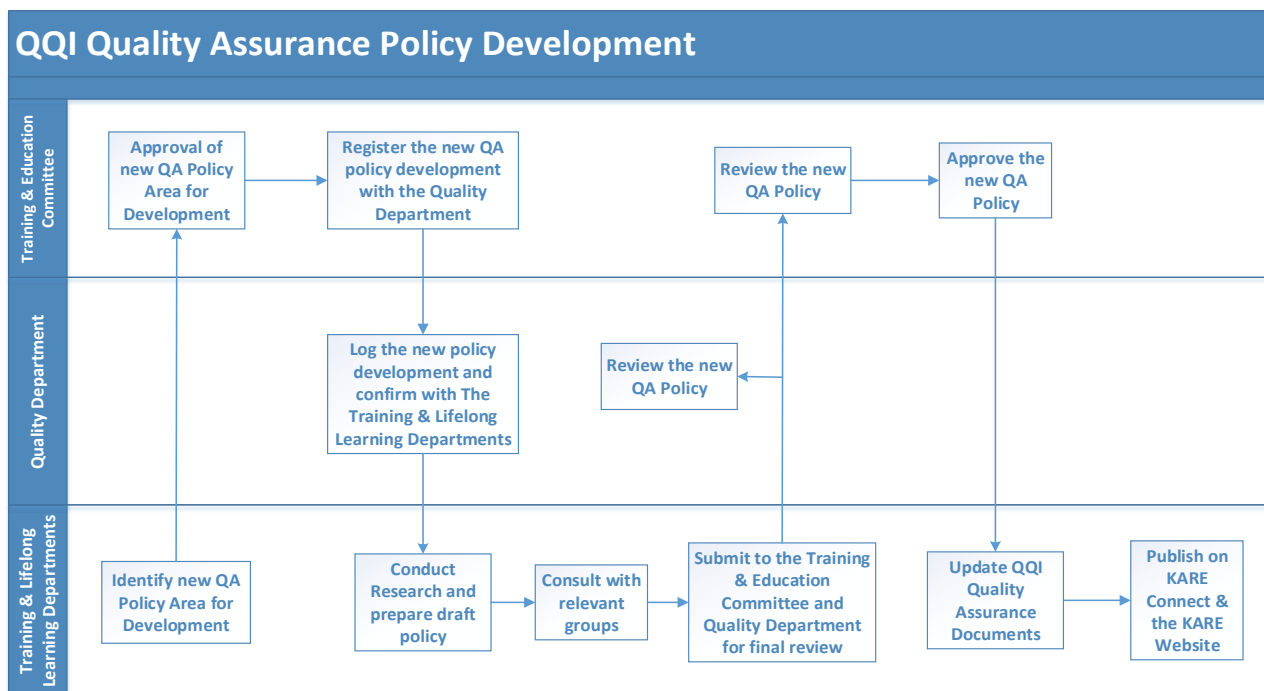 QQI Quality Assurance Policy Development
Training & Education
Committee
Approval of
new QA Policy
Area for
Development
Register the new QA
policy development
with the Quality
Department
Review the new
QA Policy
Approve the
new QA
Policy
Quality Department
Log the new policy
development and
confirm with The
Training & Lifelong
Learning Departments
Review the new
QA Policy
Training & Lifelong
Learning Departments
Identify new QA
Policy Area for
Development
Conduct
Research and
prepare draft
policy
Consult with
relevant
groups
Submit to the Training
& Education
Committee and
Quality Department
for final review
Update QQI
Quality
Assurance
Documents
Publish on
KARE
Connect &
the KARE
Website